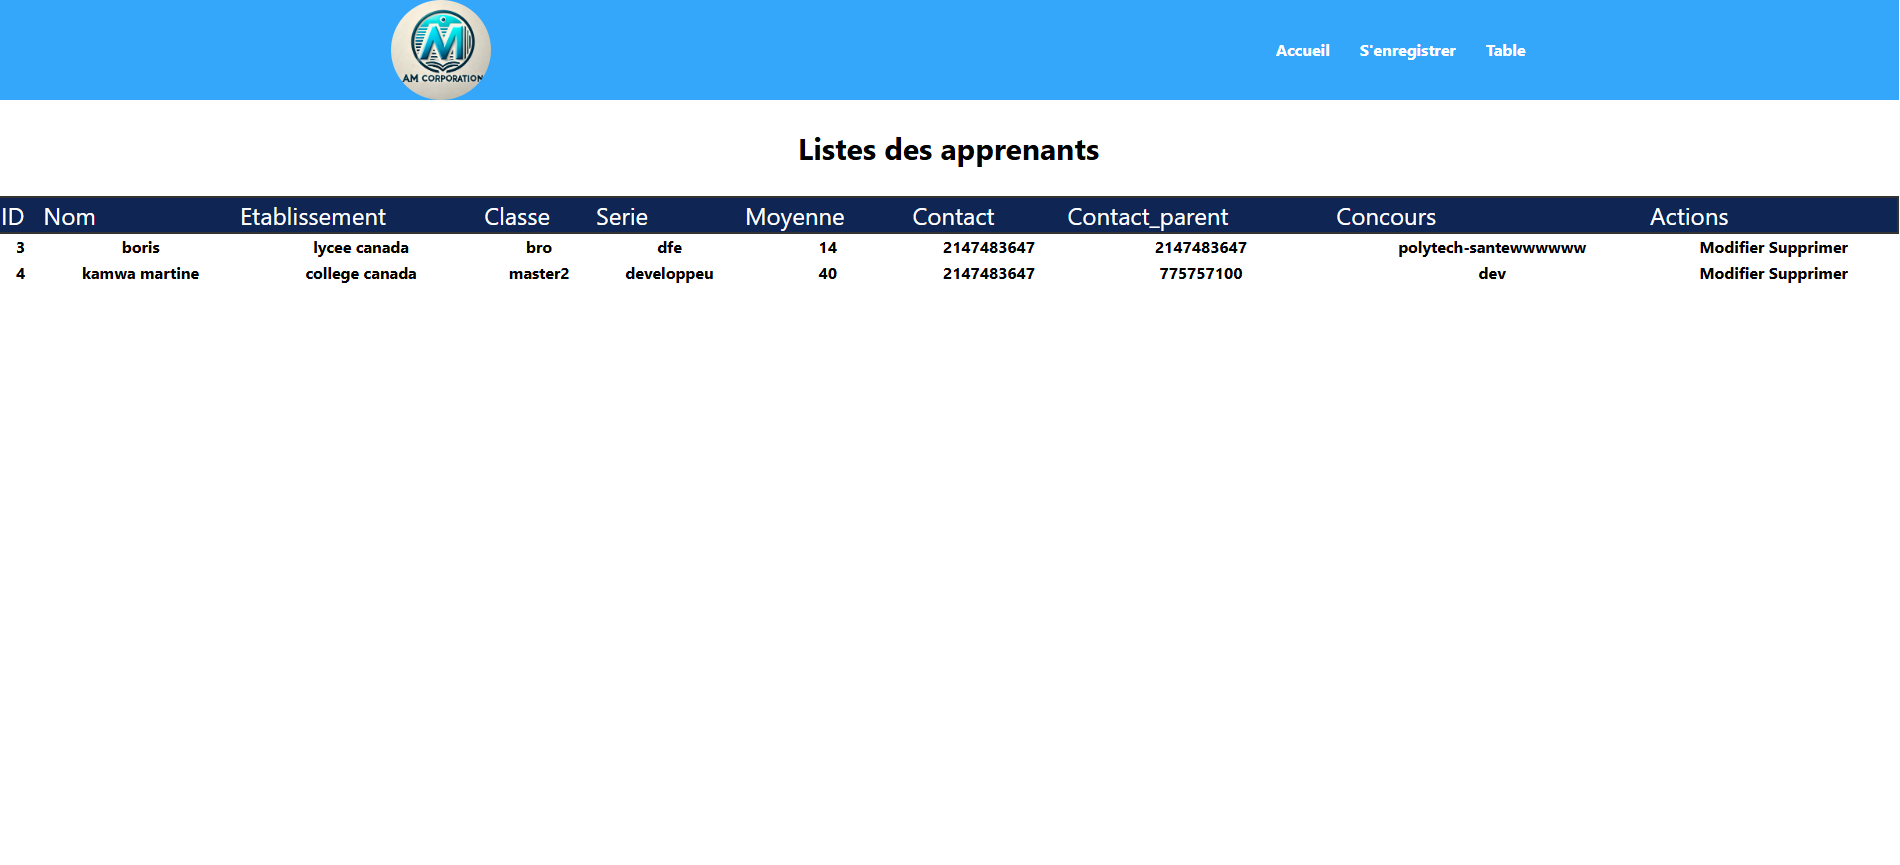 AM CORPORATION
Accueil S'enregistrer Table
Listes des apprenants
ID Nom Etablissement Classe Serie Moyenne Contact Contact_parent Concours Actions
3 boris lycee canada bro dfe 14 2147483647 2147483647 polytech-santewwwwww Modifier Supprimer
4 kamwa martine college canada master2 developpeu 40 2147483647 775757100 dev Modifier Supprimer